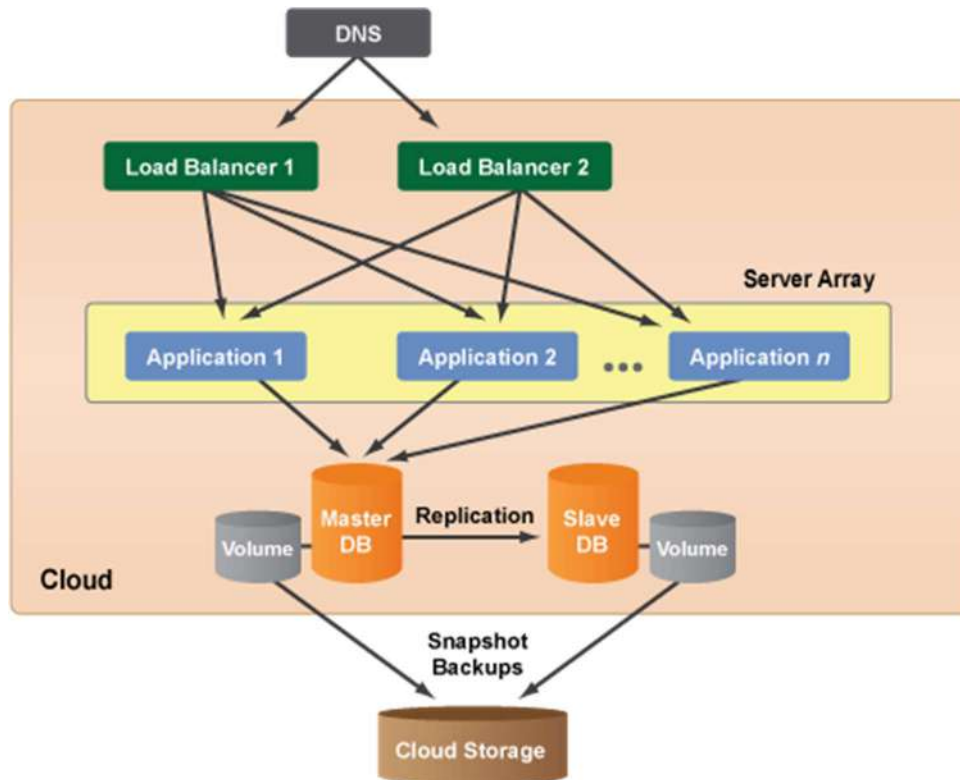 DNS
Load Balancer 1
Load Balancer 2
Server Array
Application 1
Application 2
Application n
Master
DB
Replication
Slave
DB
Volume
Volume
Cloud
Snapshot
Backups
Cloud Storage